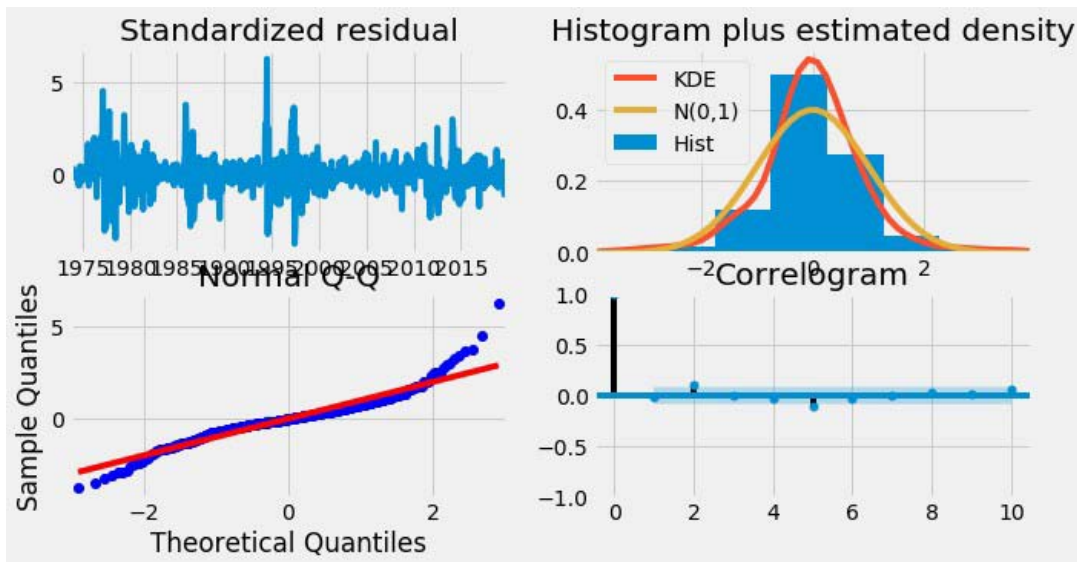 Standardized residual
5
0
1975 1980 1985 1990 1995 2000 2005 2010 2015
Histogram plus estimated density
KDE
N(0,1)
Hist
0.4
0.2
0.0
−2 0 2
Normal Q-Q
Sample Quantiles
5
0
−2 0 2
Theoretical Quantiles
Correlogram
1.0
0.5
0.0
−0.5
−1.0
0 2 4 6 8 10